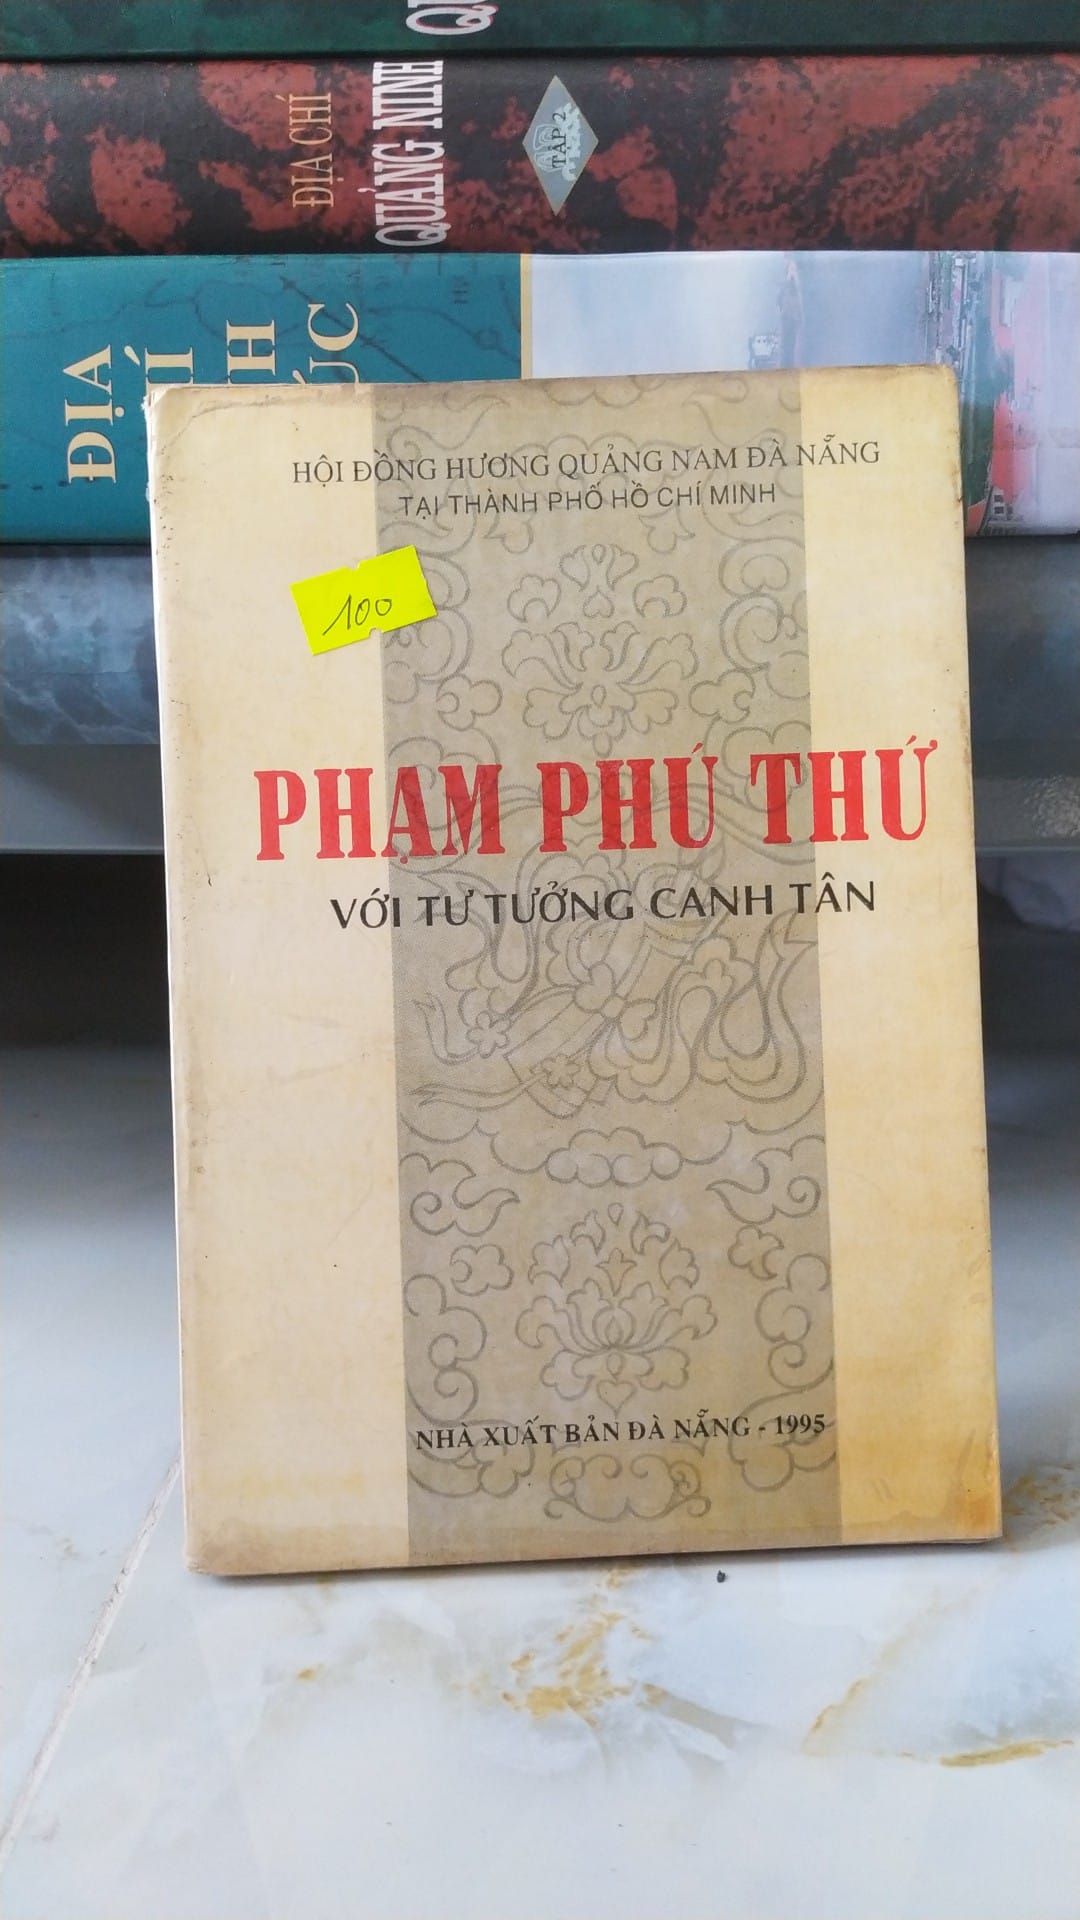 ĐỊA CHÍ
QUẢNG NINH
TẬP 2
ĐỊA
HỘI ĐỒNG HƯƠNG QUẢNG NAM ĐÀ NẴNG
TẠI THÀNH PHỐ HỒ CHÍ MINH
100
PHẠM PHÚ THỨ
VỚI TƯ TƯỞNG CANH TÂN
NHÀ XUẤT BẢN ĐÀ NẴNG - 1995